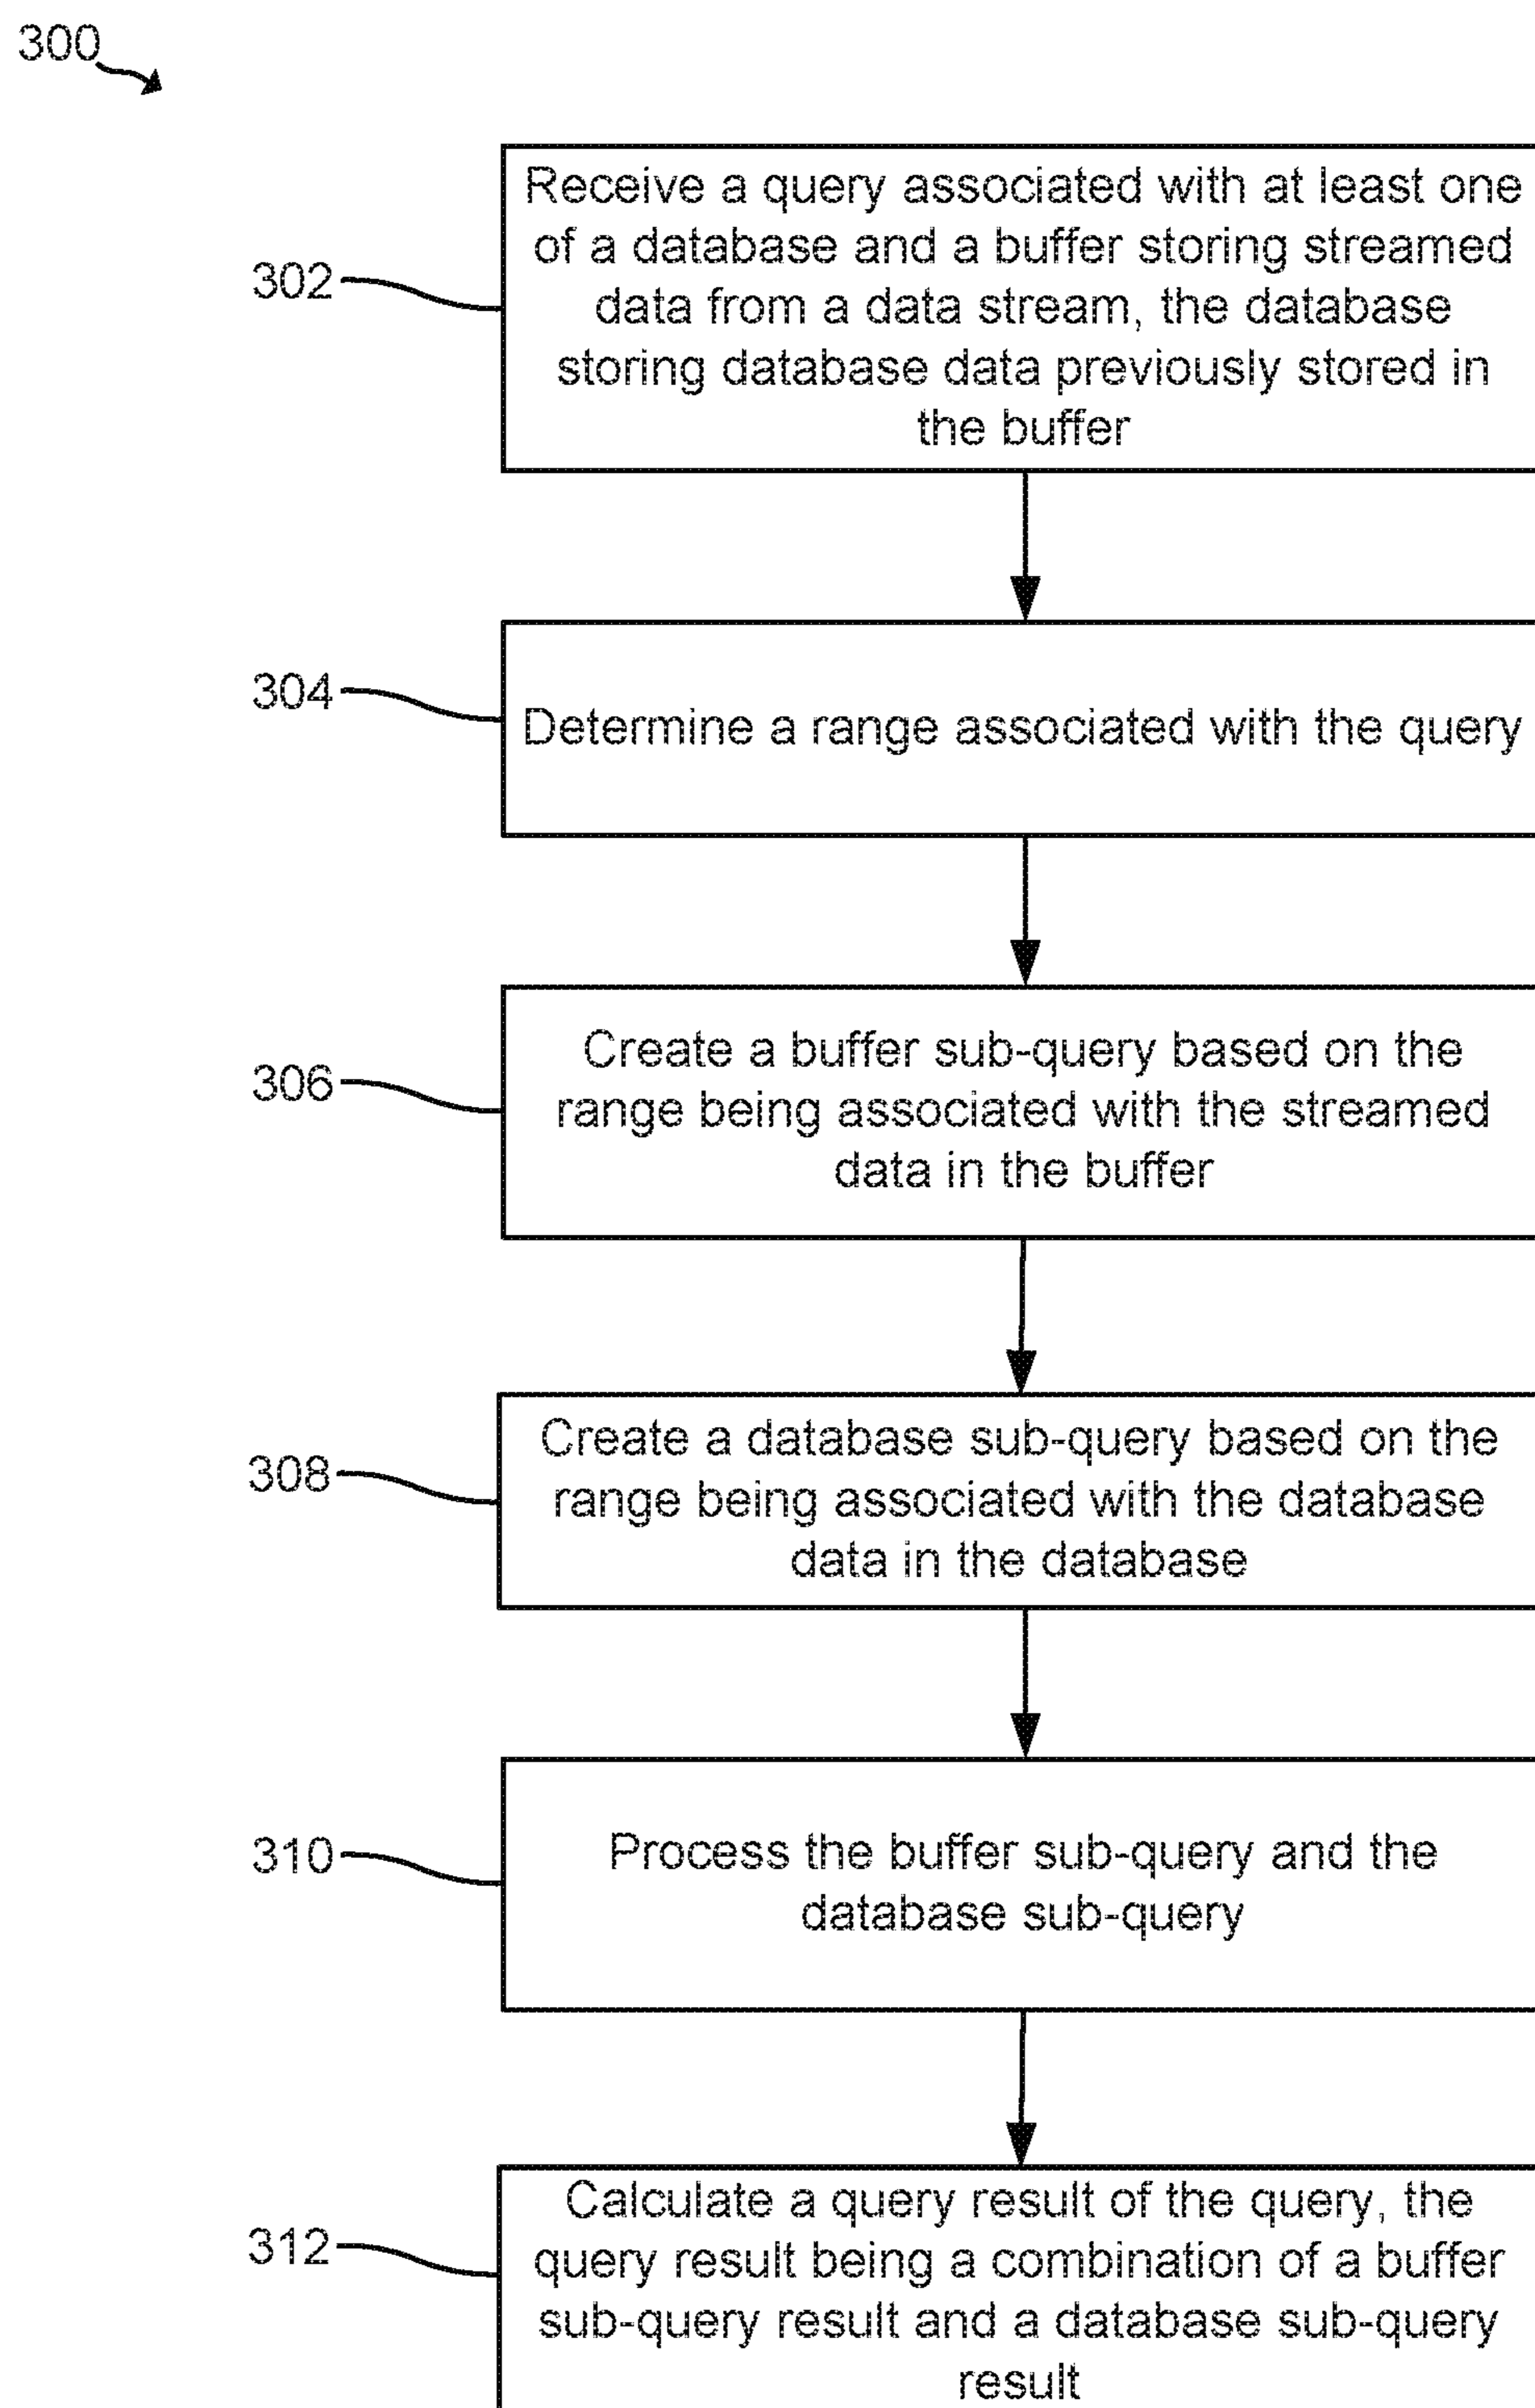 300
302
Receive a query associated with at least one
of a database and a buffer storing streamed
data from a data stream, the database
storing database data previously stored in
the buffer
304
Determine a range associated with the query
306
Create a buffer sub-query based on the
range being associated with the streamed
data in the buffer
308
Create a database sub-query based on the
range being associated with the database
data in the database
310
Process the buffer sub-query and the
database sub-query
312
Calculate a query result of the query, the
query result being a combination of a buffer
sub-query result and a database sub-query
result